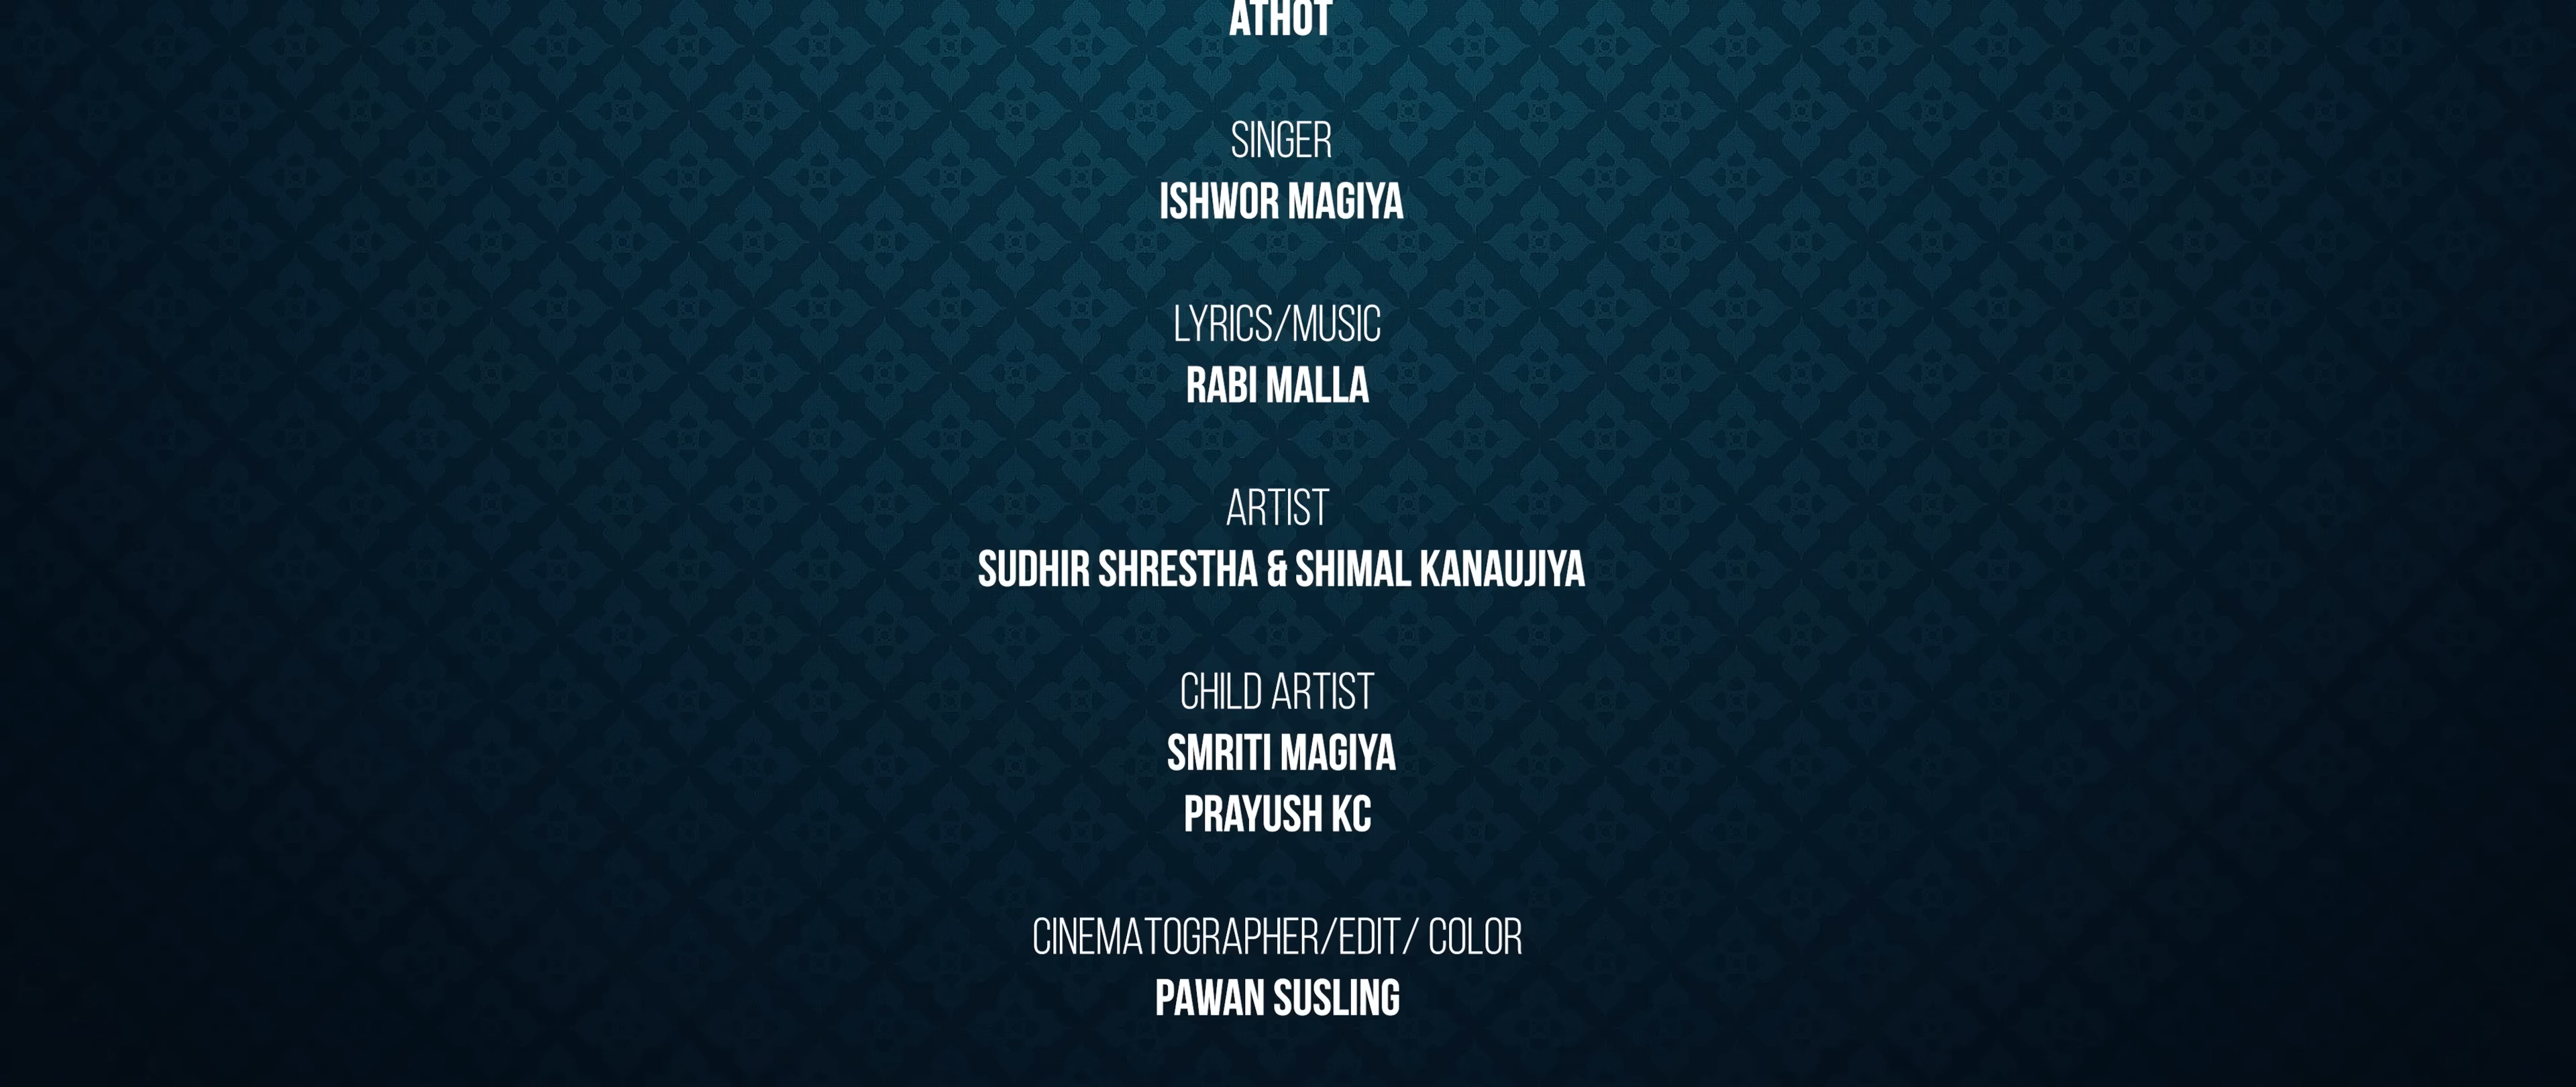 ATHOT
SINGER
ISHWOR MAGIYA
LYRICS/MUSIC
RABI MALLA
ARTIST
SUDHIR SHRESTHA & SHIMAL KANAUJIYA
CHILD ARTIST
SMRITI MAGIYA
PRAYUSH KC
CINEMATOGRAPHER/EDIT/ COLOR
PAWAN SUSLING